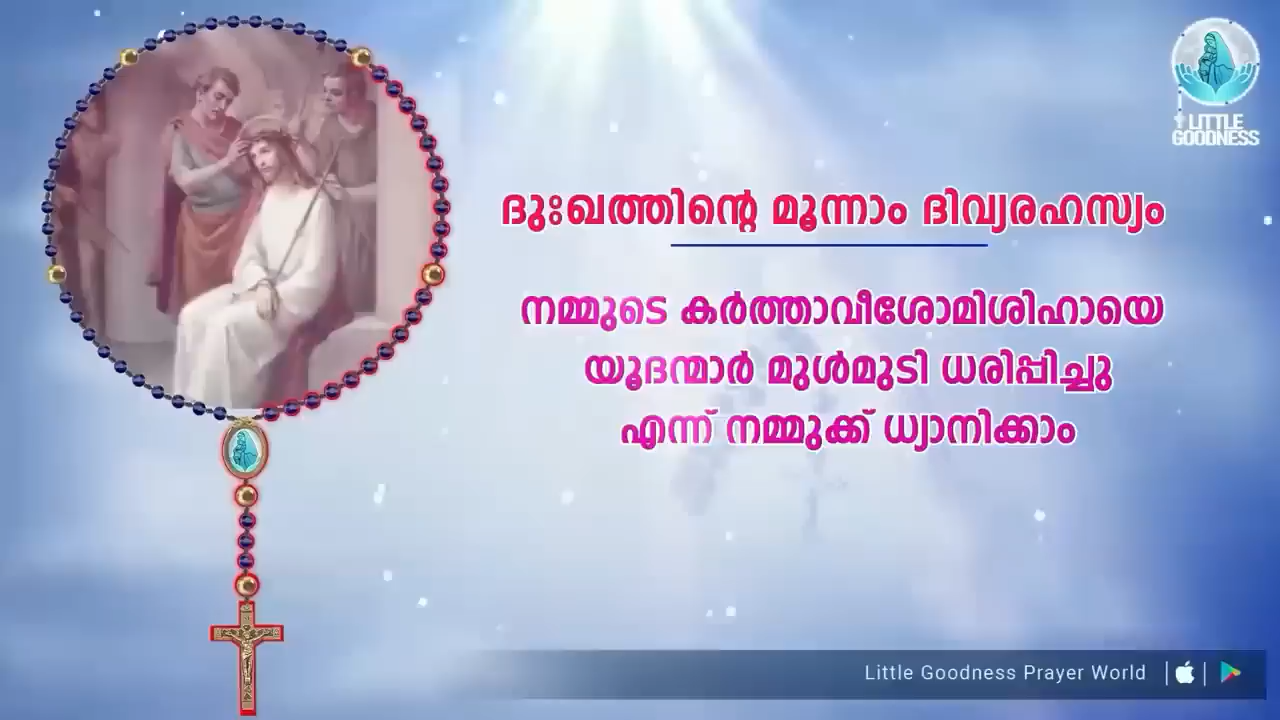 LITTLE
GOODNESS
ദുഃഖത്തിന്റെ മൂന്നാം ദിവ്യരഹസ്യം
നമ്മുടെ കർത്താവീശോമിശിഹായെ
യൂദന്മാർ മുൾമുടി ധരിപ്പിച്ചു
എന്ന് നമ്മുക്ക് ധ്യാനിക്കാം
Little Goodness Prayer World